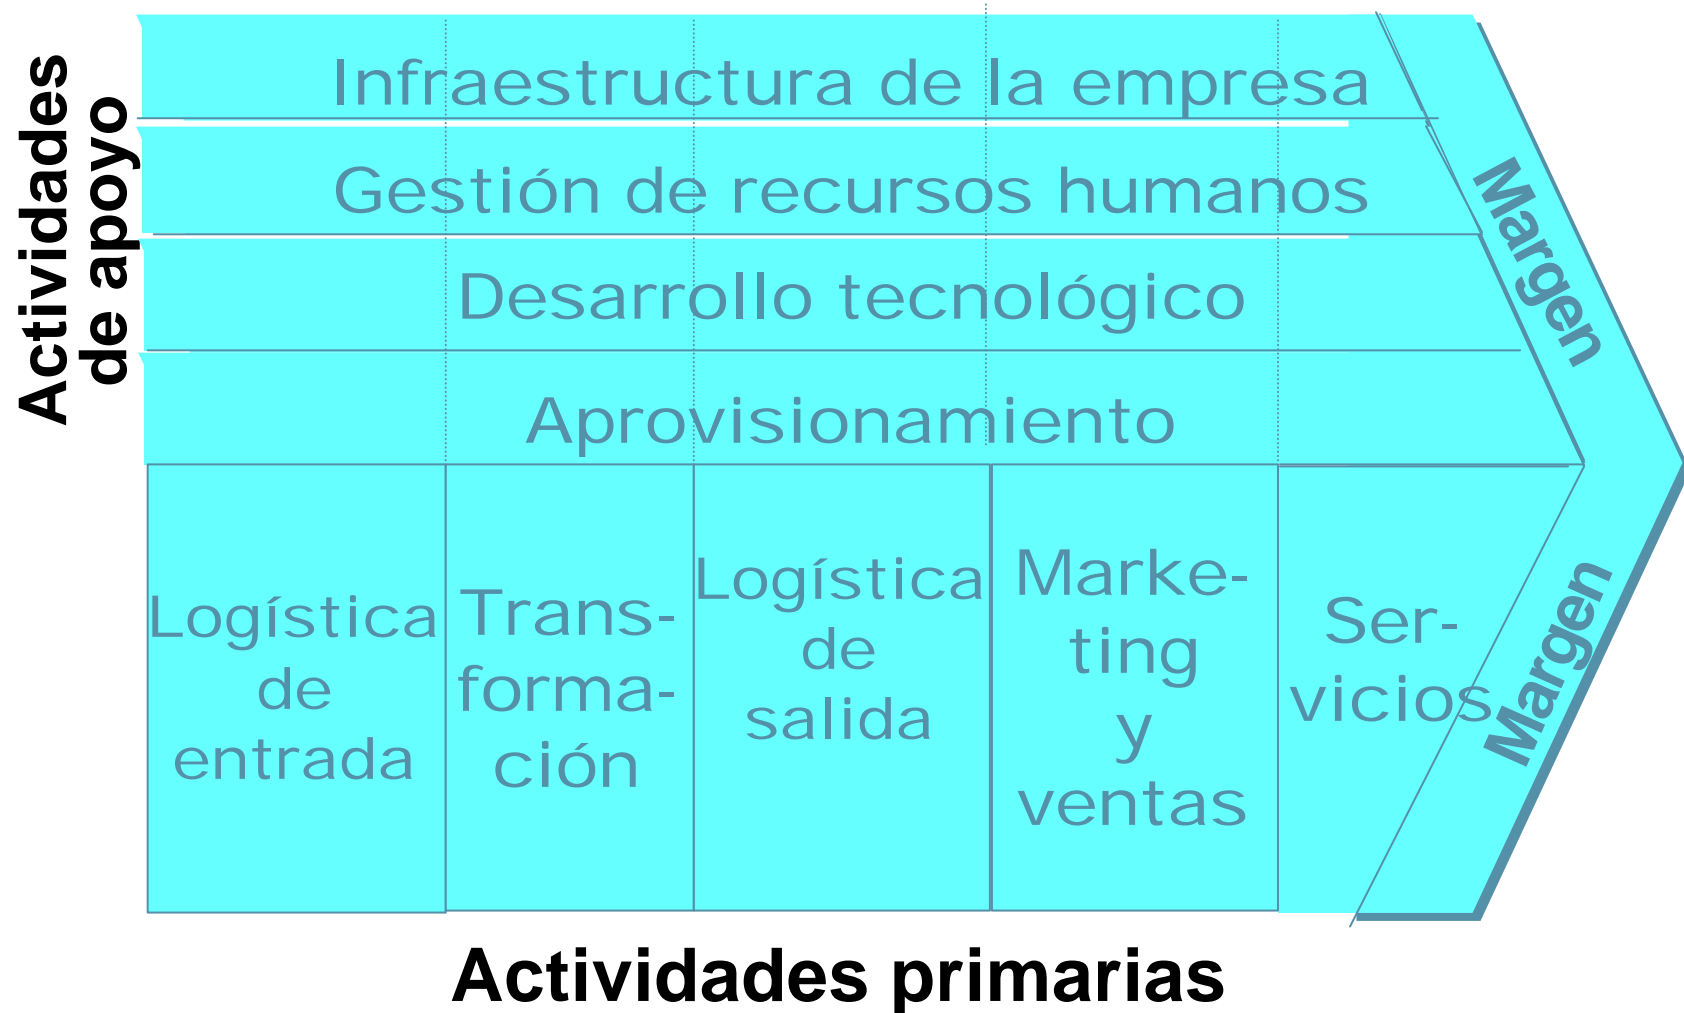 Actividades
de apoyo
Infraestructura de la empresa
Gestión de recursos humanos
Desarrollo tecnológico
Aprovisionamiento
Margen
Logística
de
entrada
Trans-
forma-
ción
Logística
de
salida
Marke-
ting
y
ventas
Ser-
vicios
Margen
Actividades primarias